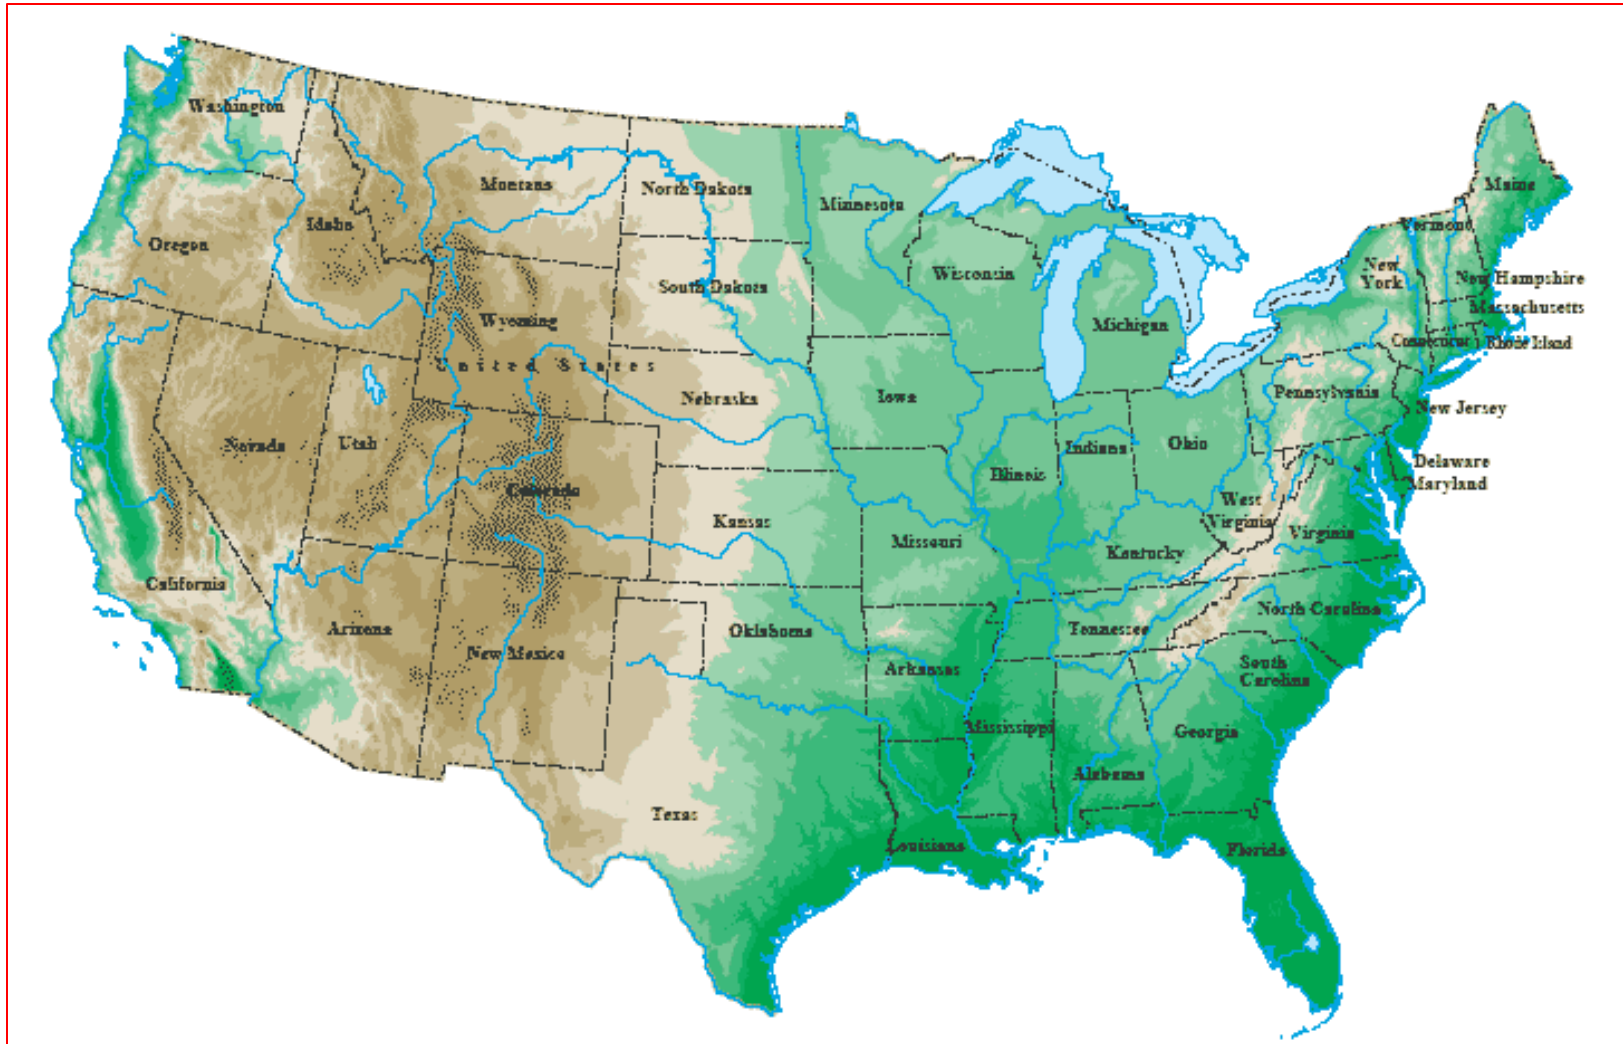 Washington
Montana
North Dakota
Minnesota
Maine
Vermont
Idaho
Oregon
Wisconsin
New
York
New Hampshire
South Dakota
Massachusetts
Wyoming
Michigan
Connecticut
Rhode Island
United States
Nebraska
Iowa
Pennsylvania
New Jersey
Nevada
Utah
Illinois
Indiana
Ohio
Delaware
Maryland
Colorado
Kansas
West
Virginia
Virginia
Missouri
Kentucky
California
Arizona
New Mexico
Oklahoma
Tennessee
North Carolina
Arkansas
South
Carolina
Mississippi
Georgia
Alabama
Texas
Louisiana
Florida